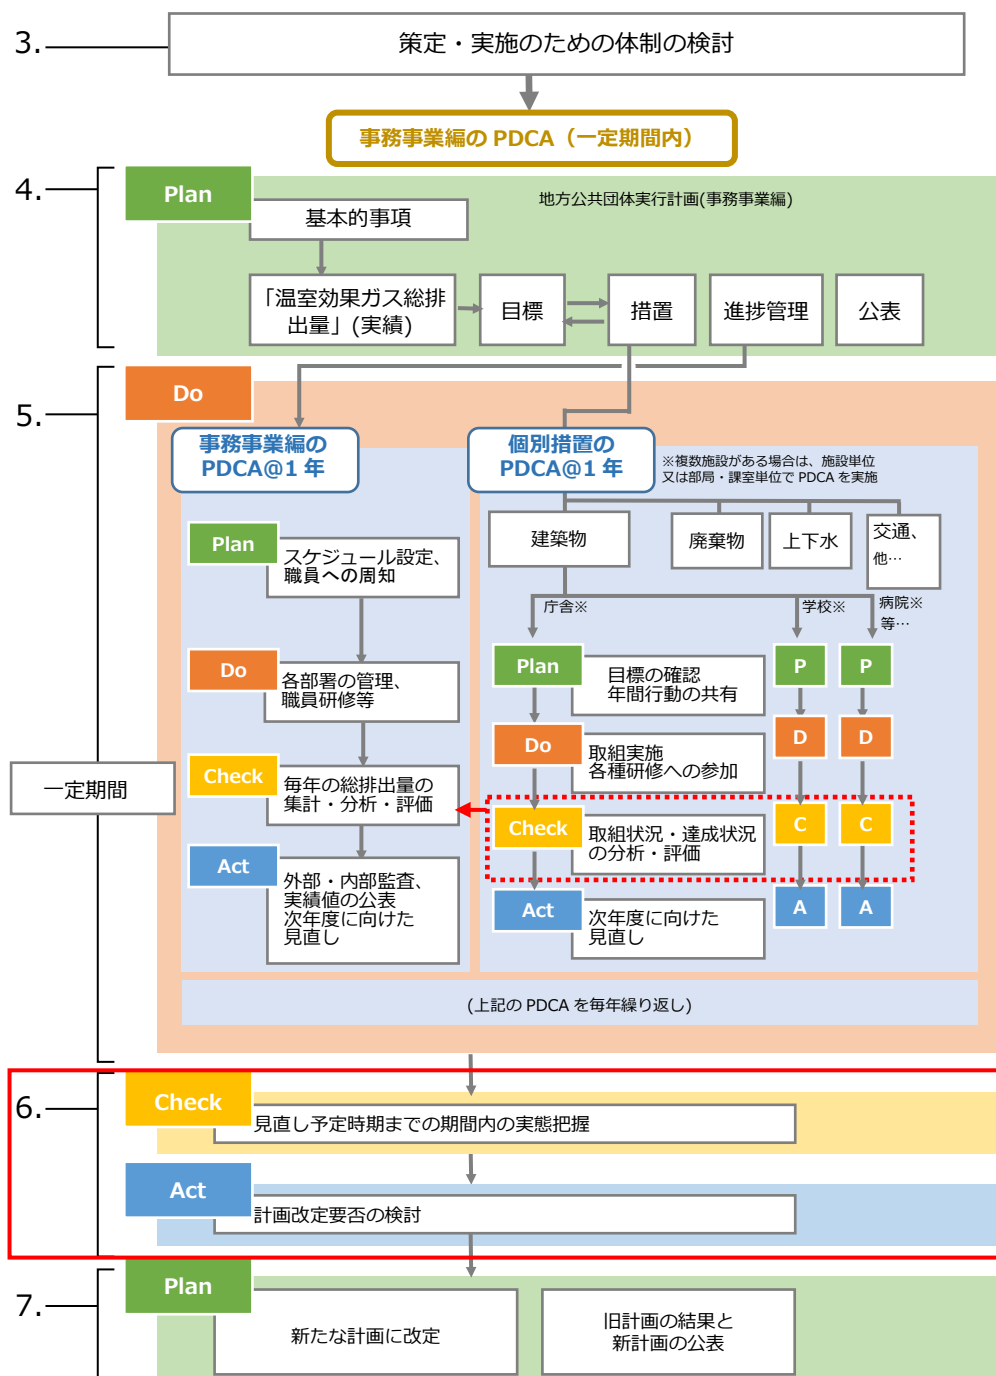 3.
策定・実施のための体制の検討
事務事業編の PDCA（一定期間内）
4.
Plan
地方公共団体実行計画(事務事業編)
基本的事項
「温室効果ガス総排
出量」(実績)
目標
措置
進捗管理
公表
5.
Do
事務事業編の
PDCA@1 年
個別措置の
PDCA@1 年
※複数施設がある場合は、施設単位
又は部局・課室単位で PDCA を実施
建築物
廃棄物
上下水
交通、
他…
Plan
スケジュール設定、
職員への周知
庁舎※
学校※
病院※
等…
Plan
目標の確認
年間行動の共有
P
P
Do
各部署の管理、
職員研修等
Do
取組実施
各種研修への参加
D
D
一定期間
Check
毎年の総排出量の
集計・分析・評価
Check
取組状況・達成状況
の分析・評価
C
C
Act
外部・内部監査、
実績値の公表
次年度に向けた
見直し
Act
次年度に向けた
見直し
A
A
(上記の PDCA を毎年繰り返し)
6.
Check
見直し予定時期までの期間内の実態把握
Act
計画改定要否の検討
7.
Plan
新たな計画に改定
旧計画の結果と
新計画の公表